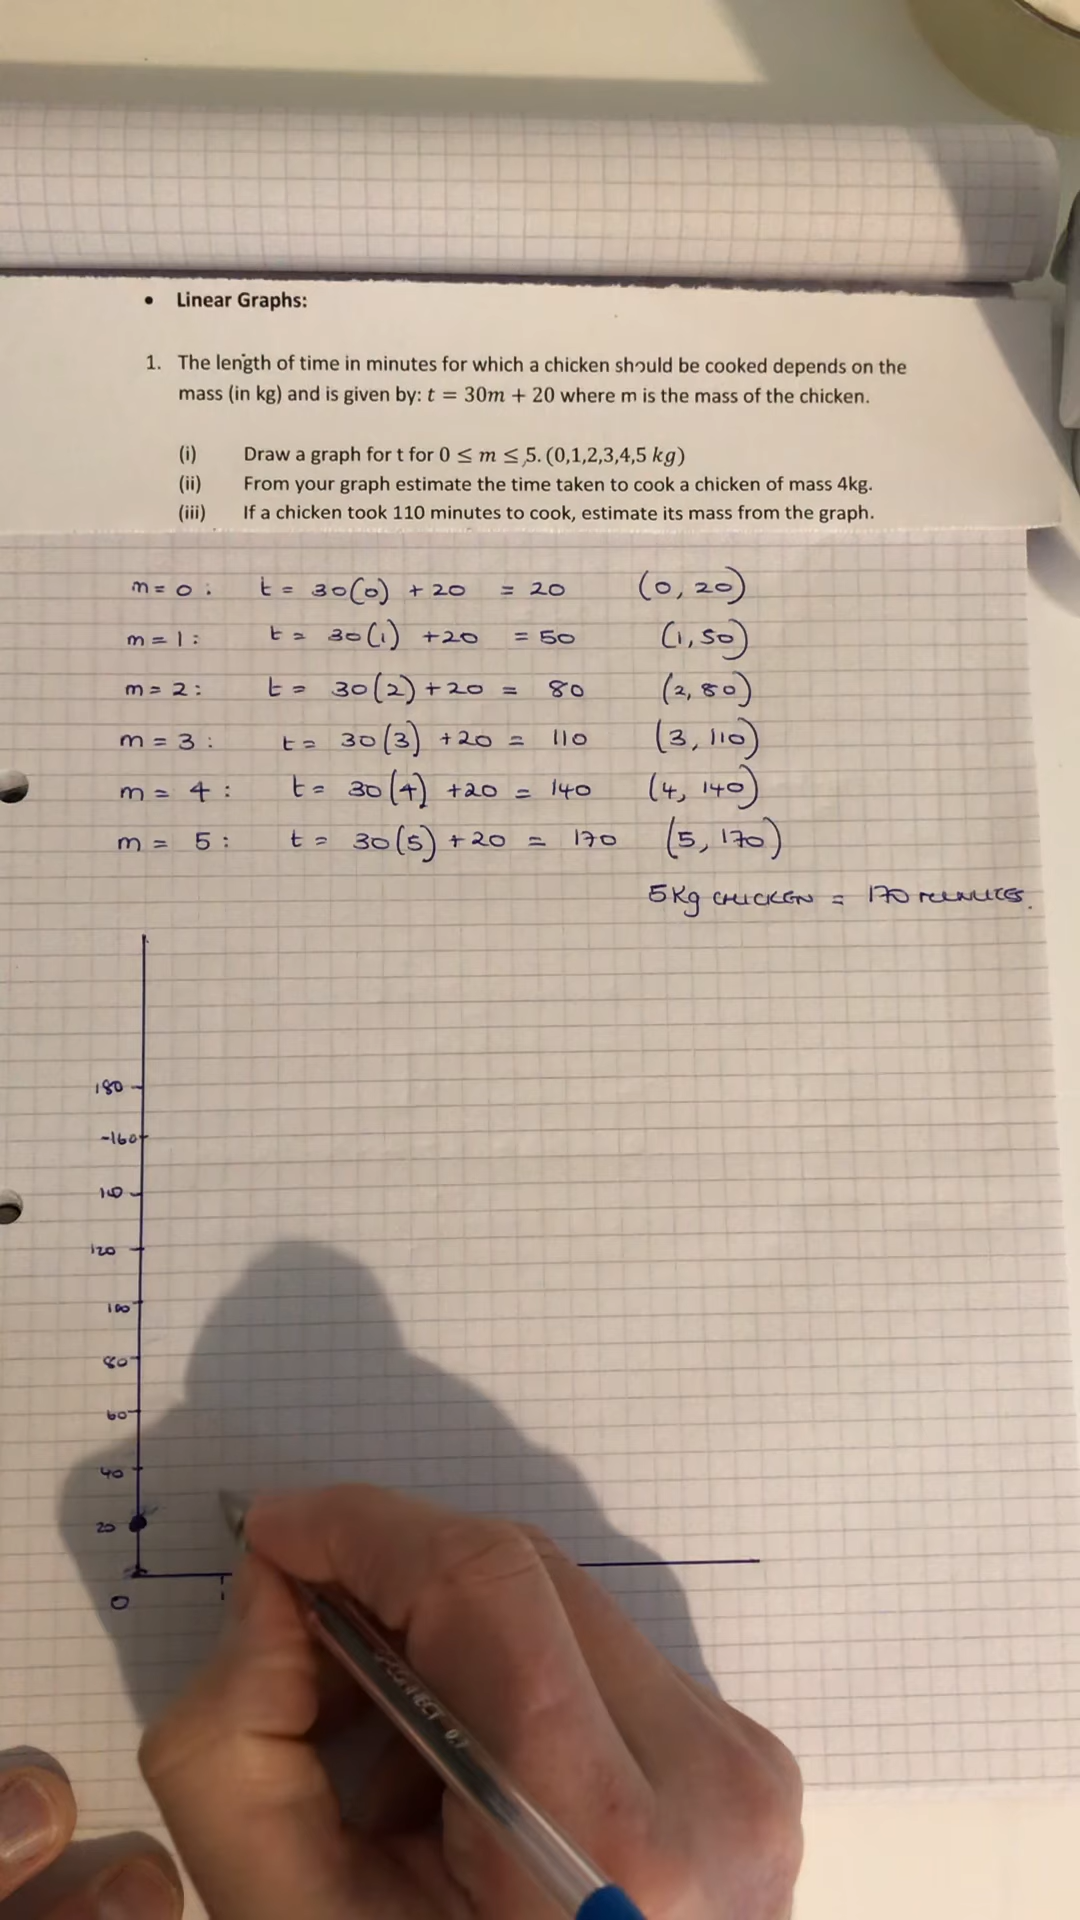 • Linear Graphs:
1. The length of time in minutes for which a chicken should be cooked depends on the
mass (in kg) and is given by: t = 30m + 20 where m is the mass of the chicken.
(i) Draw a graph for t for 0 ≤ m ≤ 5. (0,1,2,3,4,5 kg)
(ii) From your graph estimate the time taken to cook a chicken of mass 4kg.
(iii) If a chicken took 110 minutes to cook, estimate its mass from the graph.
m = 0 : t = 30(0) + 20 = 20 (0, 20)
m = 1 : t = 30(1) + 20 = 50 (1, 50)
m = 2 : t = 30(2) + 20 = 80 (2, 80)
m = 3 : t = 30(3) + 20 = 110 (3, 110)
m = 4 : t = 30(4) + 20 = 140 (4, 140)
m = 5 : t = 30(5) + 20 = 170 (5, 170)
5Kg CHICKEN = 170 MINUTES.
180
-160
120
100
80
60
40
20
0